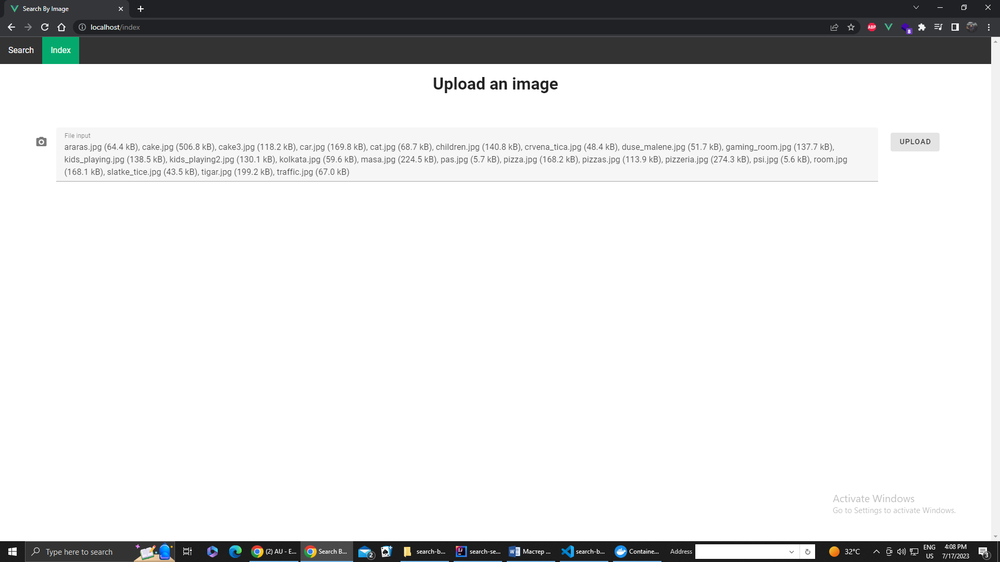 Search By Image
localhost/index
ABP
8
Search
Index
Upload an image
File input
araras.jpg (64.4 kB), cake.jpg (506.8 kB), cake3.jpg (118.2 kB), car.jpg (169.8 kB), cat.jpg (68.7 kB), children.jpg (140.8 kB), crvena_tica.jpg (48.4 kB), duse_malene.jpg (51.7 kB), gaming_room.jpg (137.7 kB),
kids_playing.jpg (138.5 kB), kids_playing2.jpg (130.1 kB), kolkata.jpg (59.6 kB), masa.jpg (224.5 kB), pas.jpg (5.7 kB), pizza.jpg (168.2 kB), pizzas.jpg (113.9 kB), pizzeria.jpg (274.3 kB), psi.jpg (5.6 kB), room.jpg
(168.1 kB), slatke_tice.jpg (43.5 kB), tigar.jpg (199.2 kB), traffic.jpg (67.0 kB)
UPLOAD
Activate Windows
Go to Settings to activate Windows.
Type here to search
(2) AU - E...
Search B...
2
search-b...
IJ
search-se...
W
Мастер ...
search-b...
Containe...
Address
32°C
ENG
US
4:08 PM
7/17/2023
3